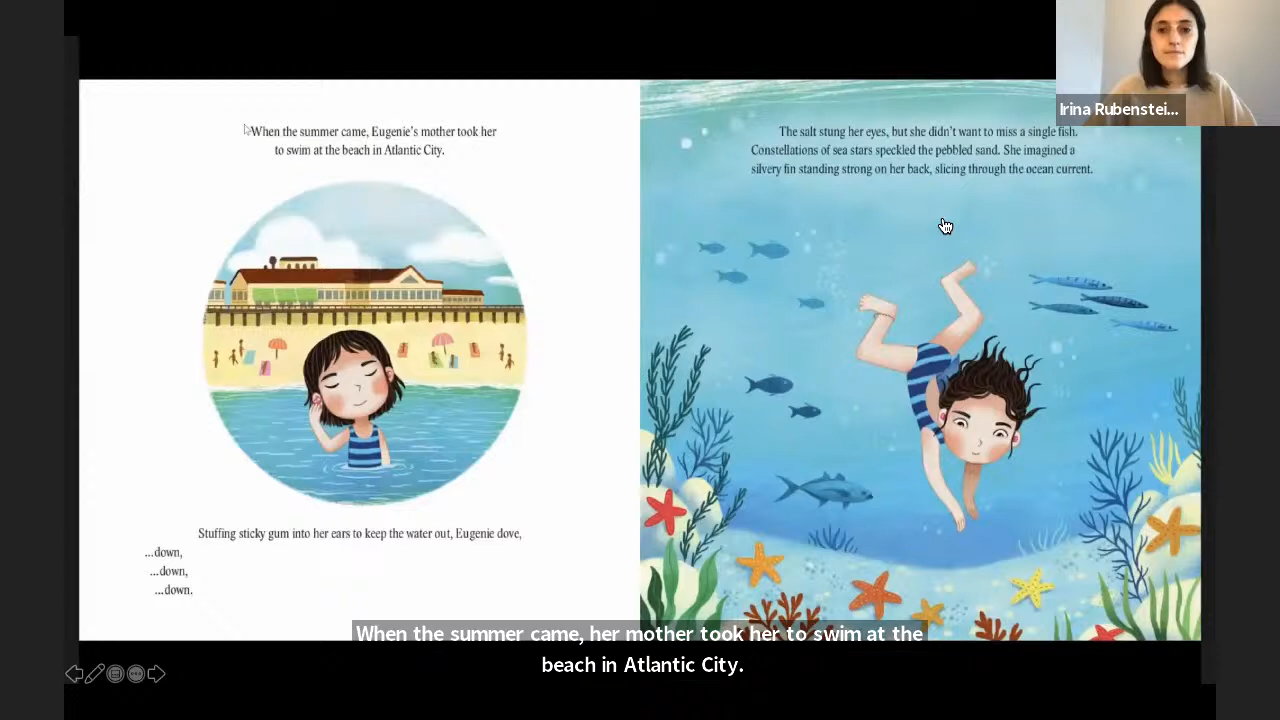 When the summer came, Eugenie's mother took her
to swim at the beach in Atlantic City.
Stuffing sticky gum into her ears to keep the water out, Eugenie dove,
...down,
...down,
...down.
The salt stung her eyes, but she didn't want to miss a single fish.
Constellations of sea stars speckled the pebbled sand. She imagined a
silvery fin standing strong on her back, slicing through the ocean current.
Irina Rubenstei...
When the summer came, her mother took her to swim at the
beach in Atlantic City.